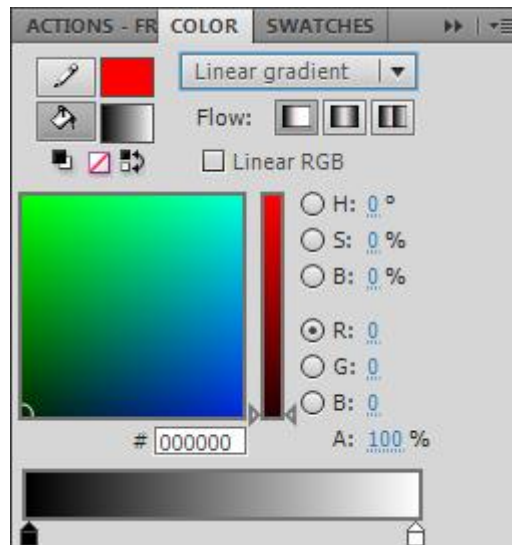 ACTIONS - FR COLOR SWATCHES
Linear gradient
Flow:
Linear RGB
H: 0 °
S: 0 %
B: 0 %
R: 0
G: 0
B: 0
# 000000 A: 100 %